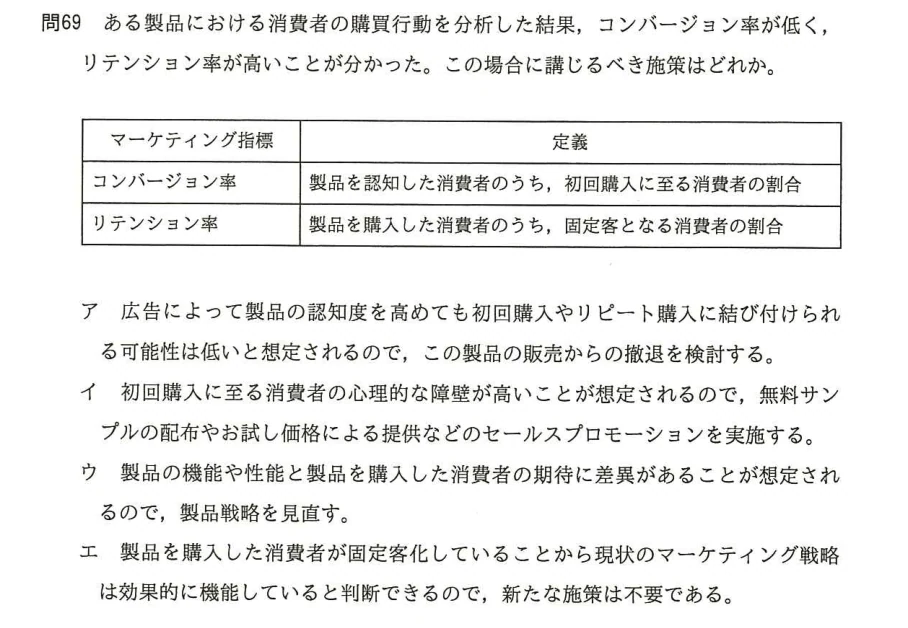 問69 ある製品における消費者の購買行動を分析した結果，コンバージョン率が低く，
リテンション率が高いことが分かった。この場合に講じるべき施策はどれか。
マーケティング指標 定義
コンバージョン率 製品を認知した消費者のうち，初回購入に至る消費者の割合
リテンション率 製品を購入した消費者のうち，固定客となる消費者の割合
ア 広告によって製品の認知度を高めても初回購入やリピート購入に結び付けられ
る可能性は低いと想定されるので，この製品の販売からの撤退を検討する。
イ 初回購入に至る消費者の心理的な障壁が高いことが想定されるので，無料サン
プルの配布やお試し価格による提供などのセールスプロモーションを実施する。
ウ 製品の機能や性能と製品を購入した消費者の期待に差異があることが想定され
るので，製品戦略を見直す。
エ 製品を購入した消費者が固定客化していることから現状のマーケティング戦略
は効果的に機能していると判断できるので，新たな施策は不要である。